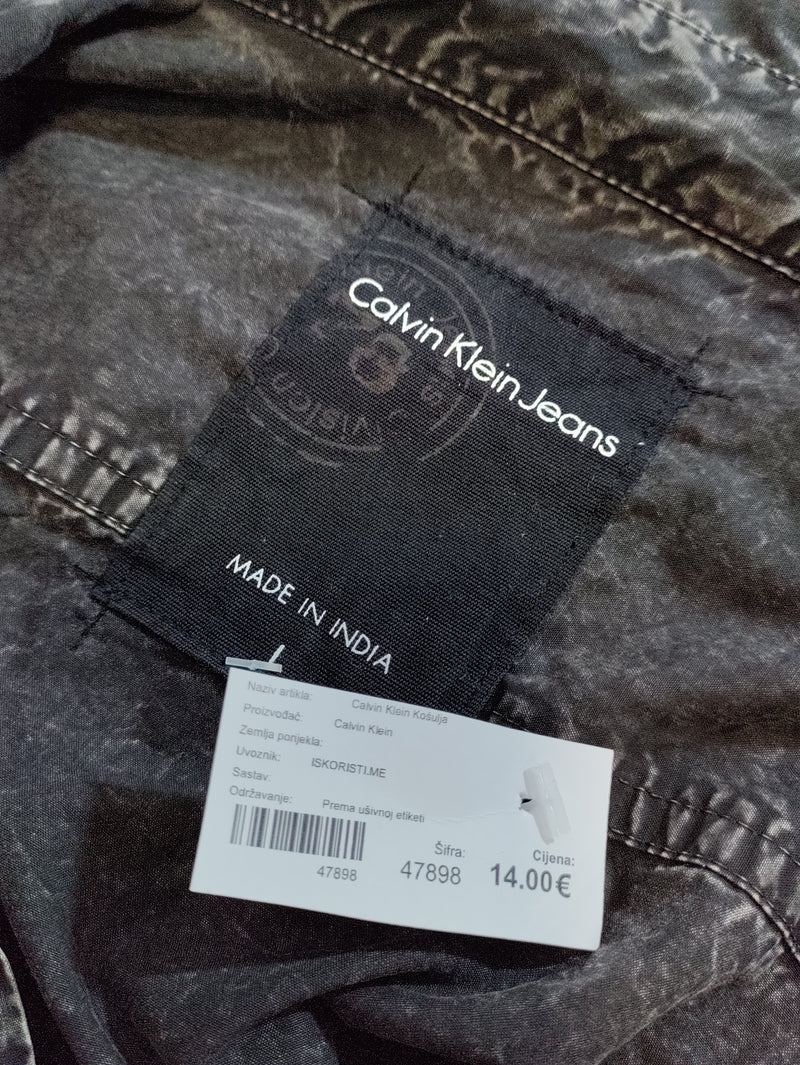 Calvin Klein Jeans
MADE IN INDIA
Naziv artikla: Calvin Klein Košulja
Proizvođač: Calvin Klein
Zemlja porijekla:
Uvoznik: ISKORISTI.ME
Sastav:
Održavanje: Prema ušivnoj etiketi
47898
Šifra:
47898
Cijena:
14.00€